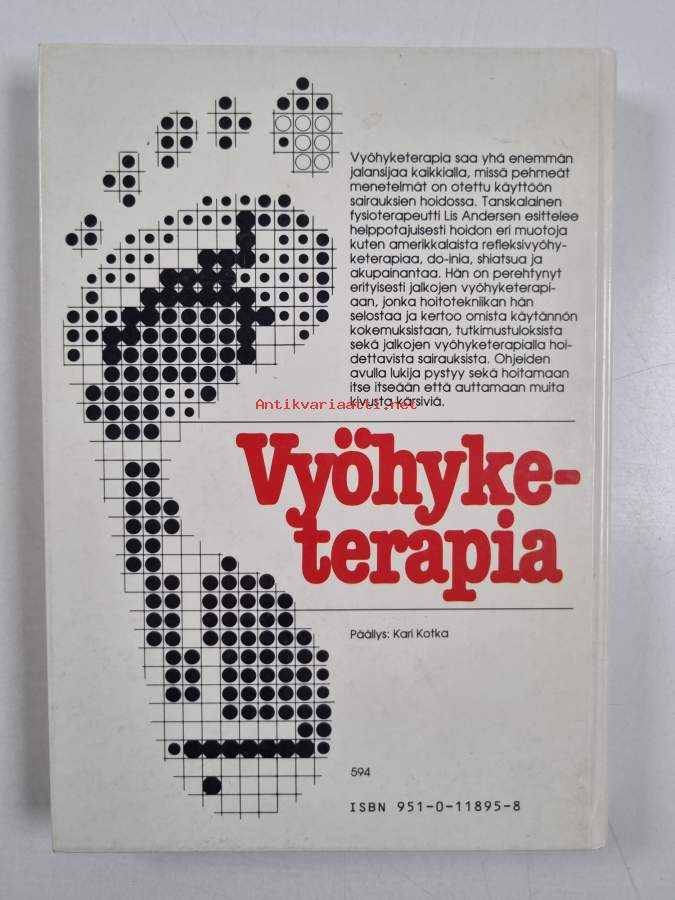 Vyöhyketerapia saa yhä enemmän
jalansijaa kaikkialla, missä pehmeät
menetelmät on otettu käyttöön
sairauksien hoidossa. Tanskalainen
fysioterapeutti Lis Andersen esittelee
helppotajuisesti hoidon eri muotoja
kuten amerikkalaista refleksivyöhy-
keterapiaa, do-inia, shiatsua ja
akupainantaa. Hän on perehtynyt
erityisesti jalkojen vyöhyketerapi-
aan, jonka hoitotekniikan hän
selostaa ja kertoo omista käytännön
kokemuksistaan, tutkimustuloksista
sekä jalkojen vyöhyketerapialla hoi-
dettavista sairauksista. Ohjeiden
avulla lukija pystyy sekä hoitamaan
itse itseään että auttamaan muita
kivusta kärsiviä.
Antikvariaatti.net
Vyöhyke-
terapia
Päällys: Kari Kotka
594
ISBN 951-0-11895-8